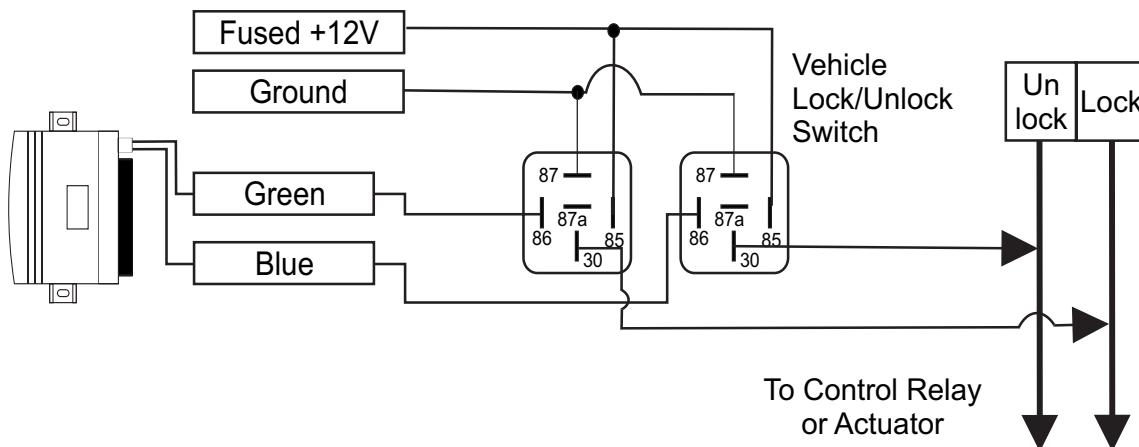 Fused +12V
Ground
Green
Blue
Vehicle
Lock/Unlock
Switch
Un
lock
Lock
87
87a
86
85
30
87
87a
86
85
30
To Control Relay
or Actuator